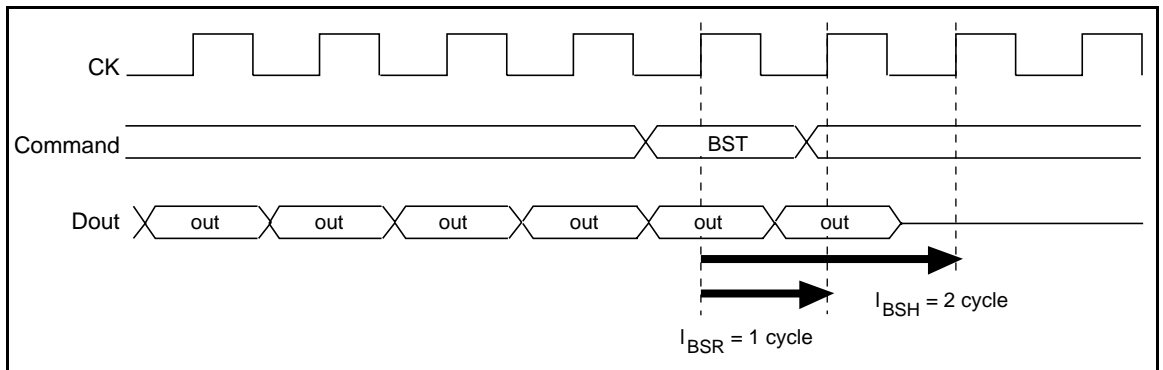 CK
Command BST
Dout out out out out out out
lBSH = 2 cycle
lBSR = 1 cycle